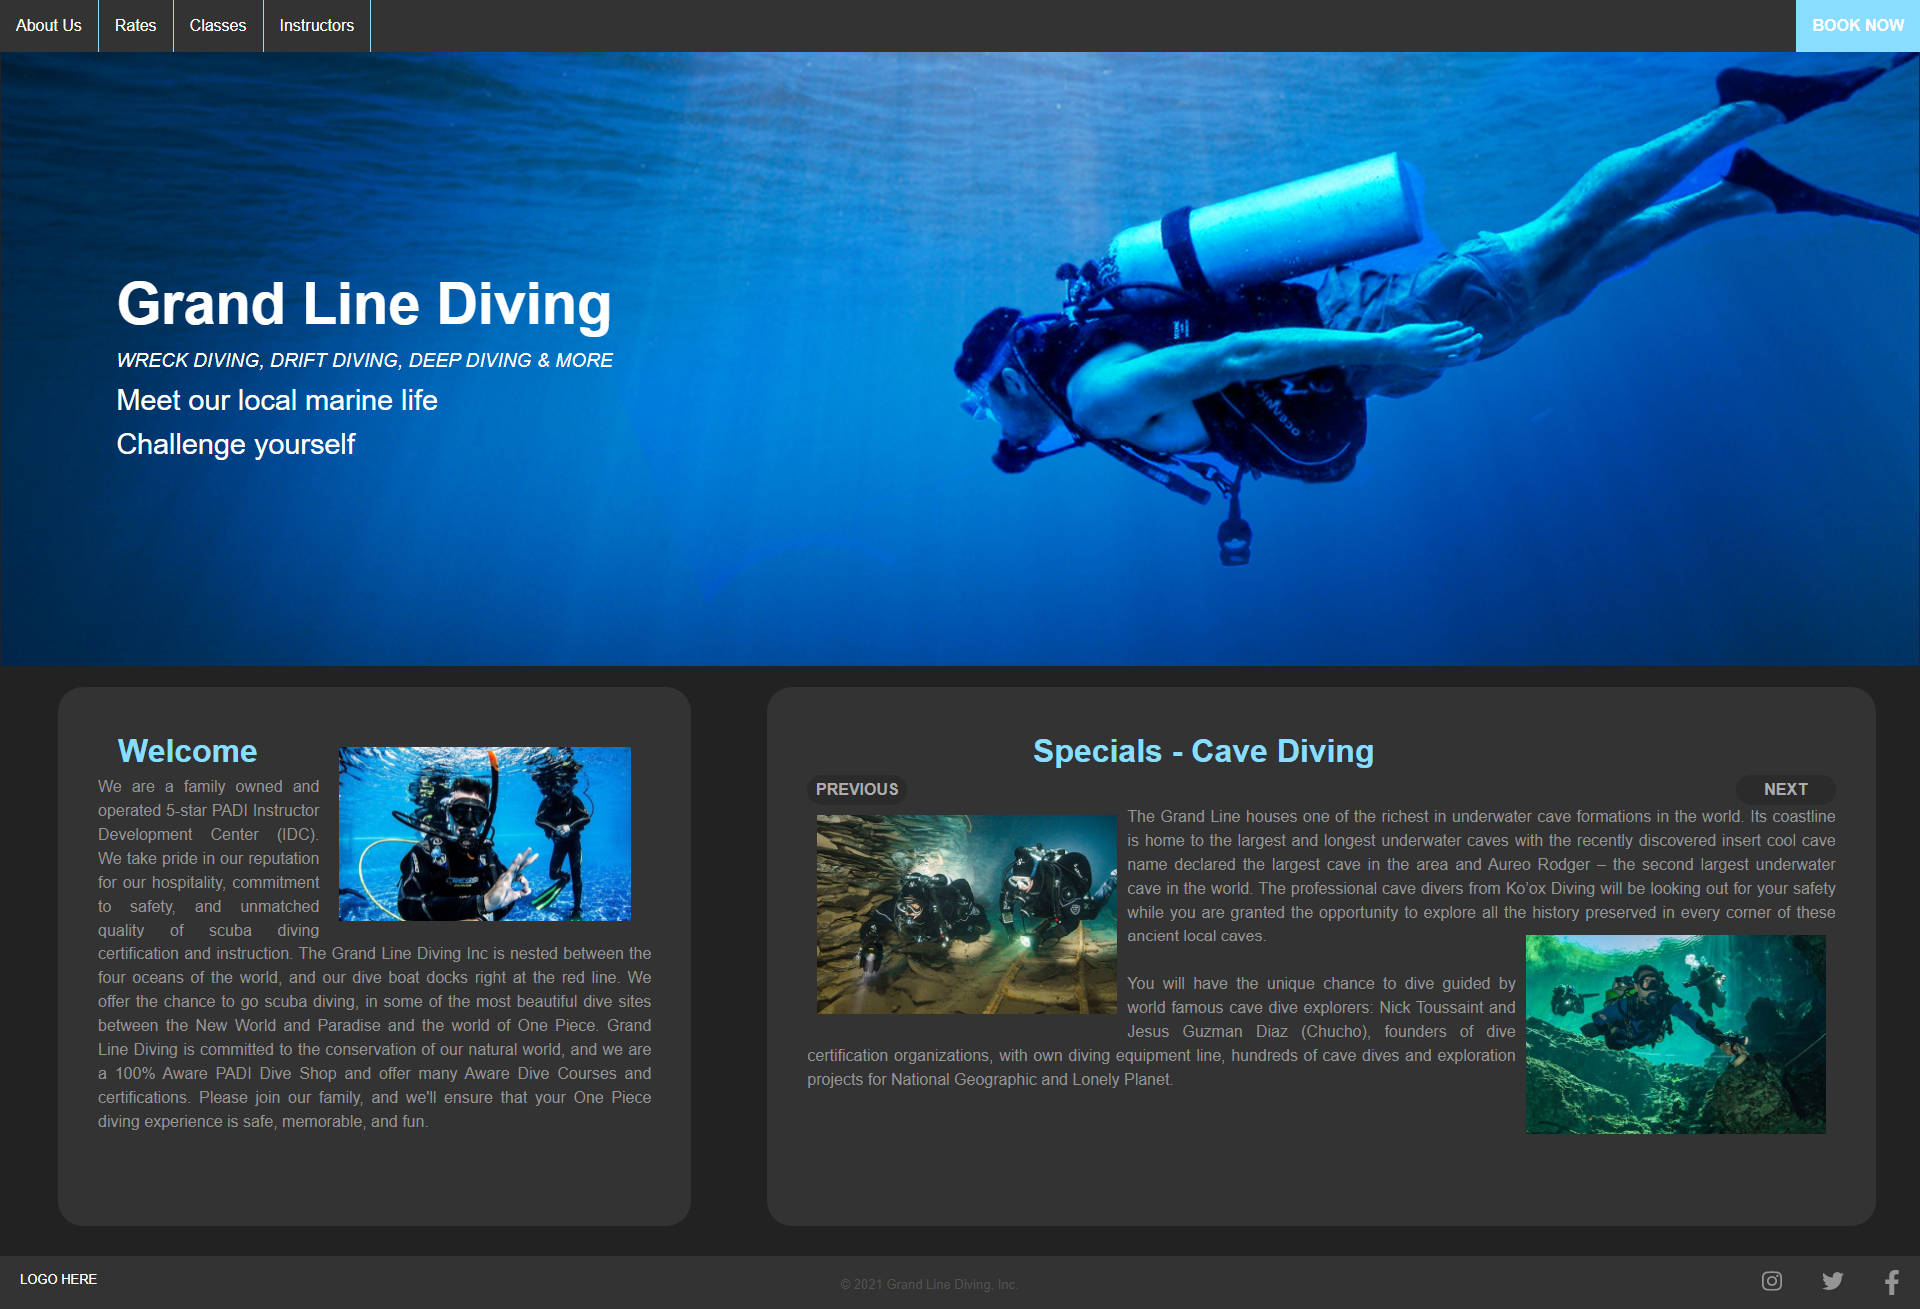 About Us
Rates
Classes
Instructors
BOOK NOW
Grand Line Diving
WRECK DIVING, DRIFT DIVING, DEEP DIVING & MORE
Meet our local marine life
Challenge yourself
Welcome
We are a family owned and
operated 5-star PADI Instructor
Development Center (IDC).
We take pride in our reputation
for our hospitality, commitment
to safety, and unmatched
quality of scuba diving
certification and instruction. The Grand Line Diving Inc is nested between the
four oceans of the world, and our dive boat docks right at the red line. We
offer the chance to go scuba diving, in some of the most beautiful dive sites
between the New World and Paradise and the world of One Piece. Grand
Line Diving is committed to the conservation of our natural world, and we are
a 100% Aware PADI Dive Shop and offer many Aware Dive Courses and
certifications. Please join our family, and we'll ensure that your One Piece
diving experience is safe, memorable, and fun.
Specials - Cave Diving
PREVIOUS
NEXT
The Grand Line houses one of the richest in underwater cave formations in the world. Its coastline
is home to the largest and longest underwater caves with the recently discovered insert cool cave
name declared the largest cave in the area and Aureo Rodger – the second largest underwater
cave in the world. The professional cave divers from Ko’ox Diving will be looking out for your safety
while you are granted the opportunity to explore all the history preserved in every corner of these
ancient local caves.
You will have the unique chance to dive guided by
world famous cave dive explorers: Nick Toussaint and
Jesus Guzman Diaz (Chucho), founders of dive
certification organizations, with own diving equipment line, hundreds of cave dives and exploration
projects for National Geographic and Lonely Planet.
LOGO HERE
© 2021 Grand Line Diving, Inc.